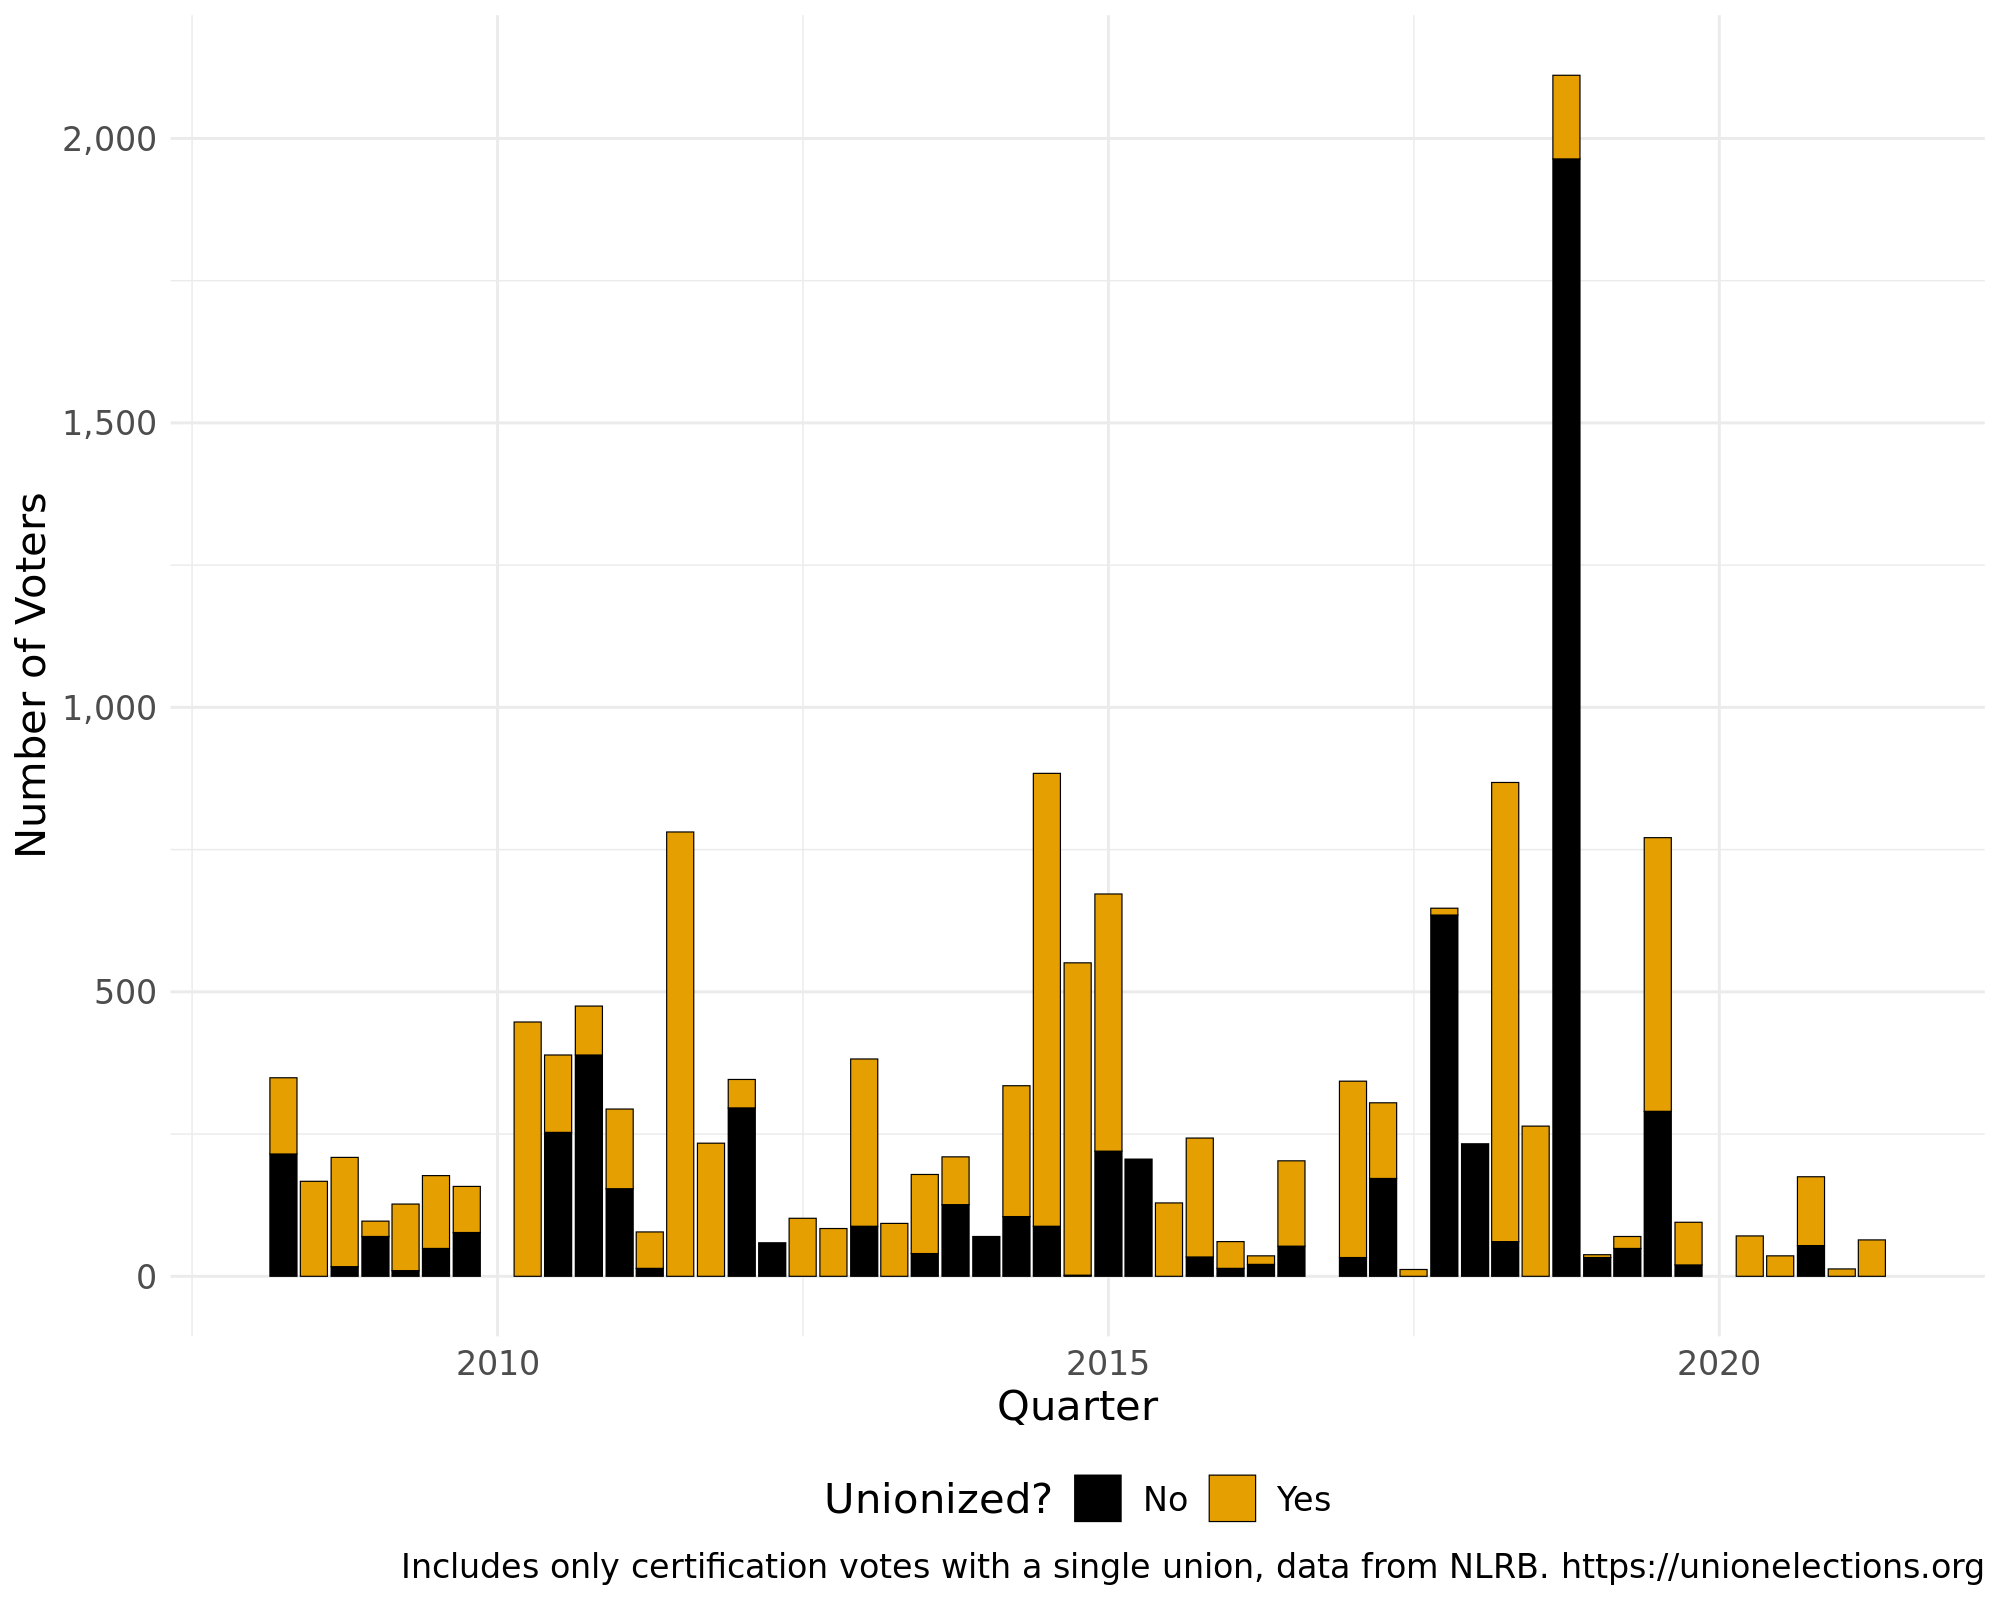 2,000
1,500
1,000
500
0
Number of Voters
2010 2015 2020
Quarter
Unionized? No Yes
Includes only certification votes with a single union, data from NLRB. https://unionelections.org